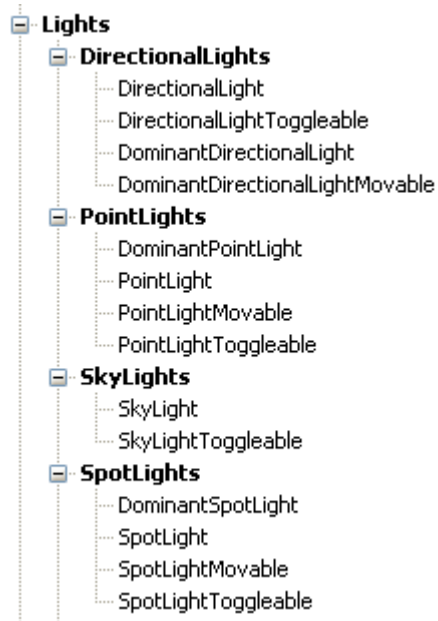 Lights
DirectionalLights
DirectionalLight
DirectionalLightToggleable
DominantDirectionalLight
DominantDirectionalLightMovable
PointLights
DominantPointLight
PointLight
PointLightMovable
PointLightToggleable
SkyLights
SkyLight
SkyLightToggleable
SpotLights
DominantSpotLight
SpotLight
SpotLightMovable
SpotLightToggleable